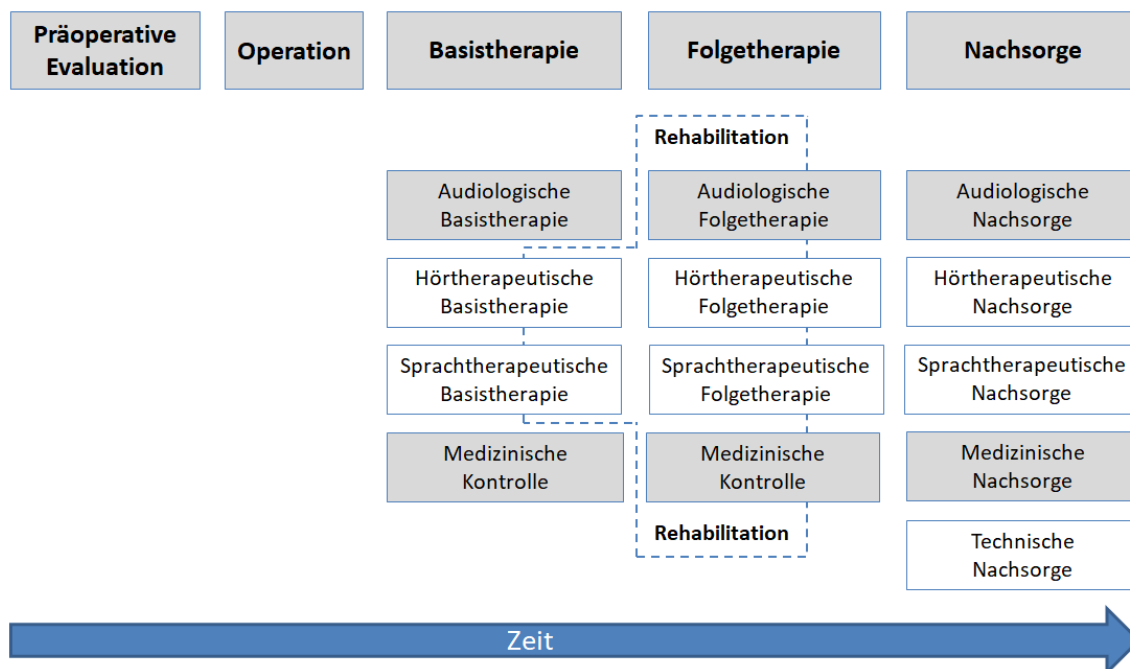 Präoperative
Evaluation
Operation
Basistherapie
Folgetherapie
Nachsorge
Rehabilitation
Audiologische
Basistherapie
Audiologische
Folgetherapie
Audiologische
Nachsorge
Hörtherapeutische
Basistherapie
Hörtherapeutische
Folgetherapie
Hörtherapeutische
Nachsorge
Sprachtherapeutische
Basistherapie
Sprachtherapeutische
Folgetherapie
Sprachtherapeutische
Nachsorge
Medizinische
Kontrolle
Medizinische
Kontrolle
Medizinische
Nachsorge
Rehabilitation
Technische
Nachsorge
Zeit